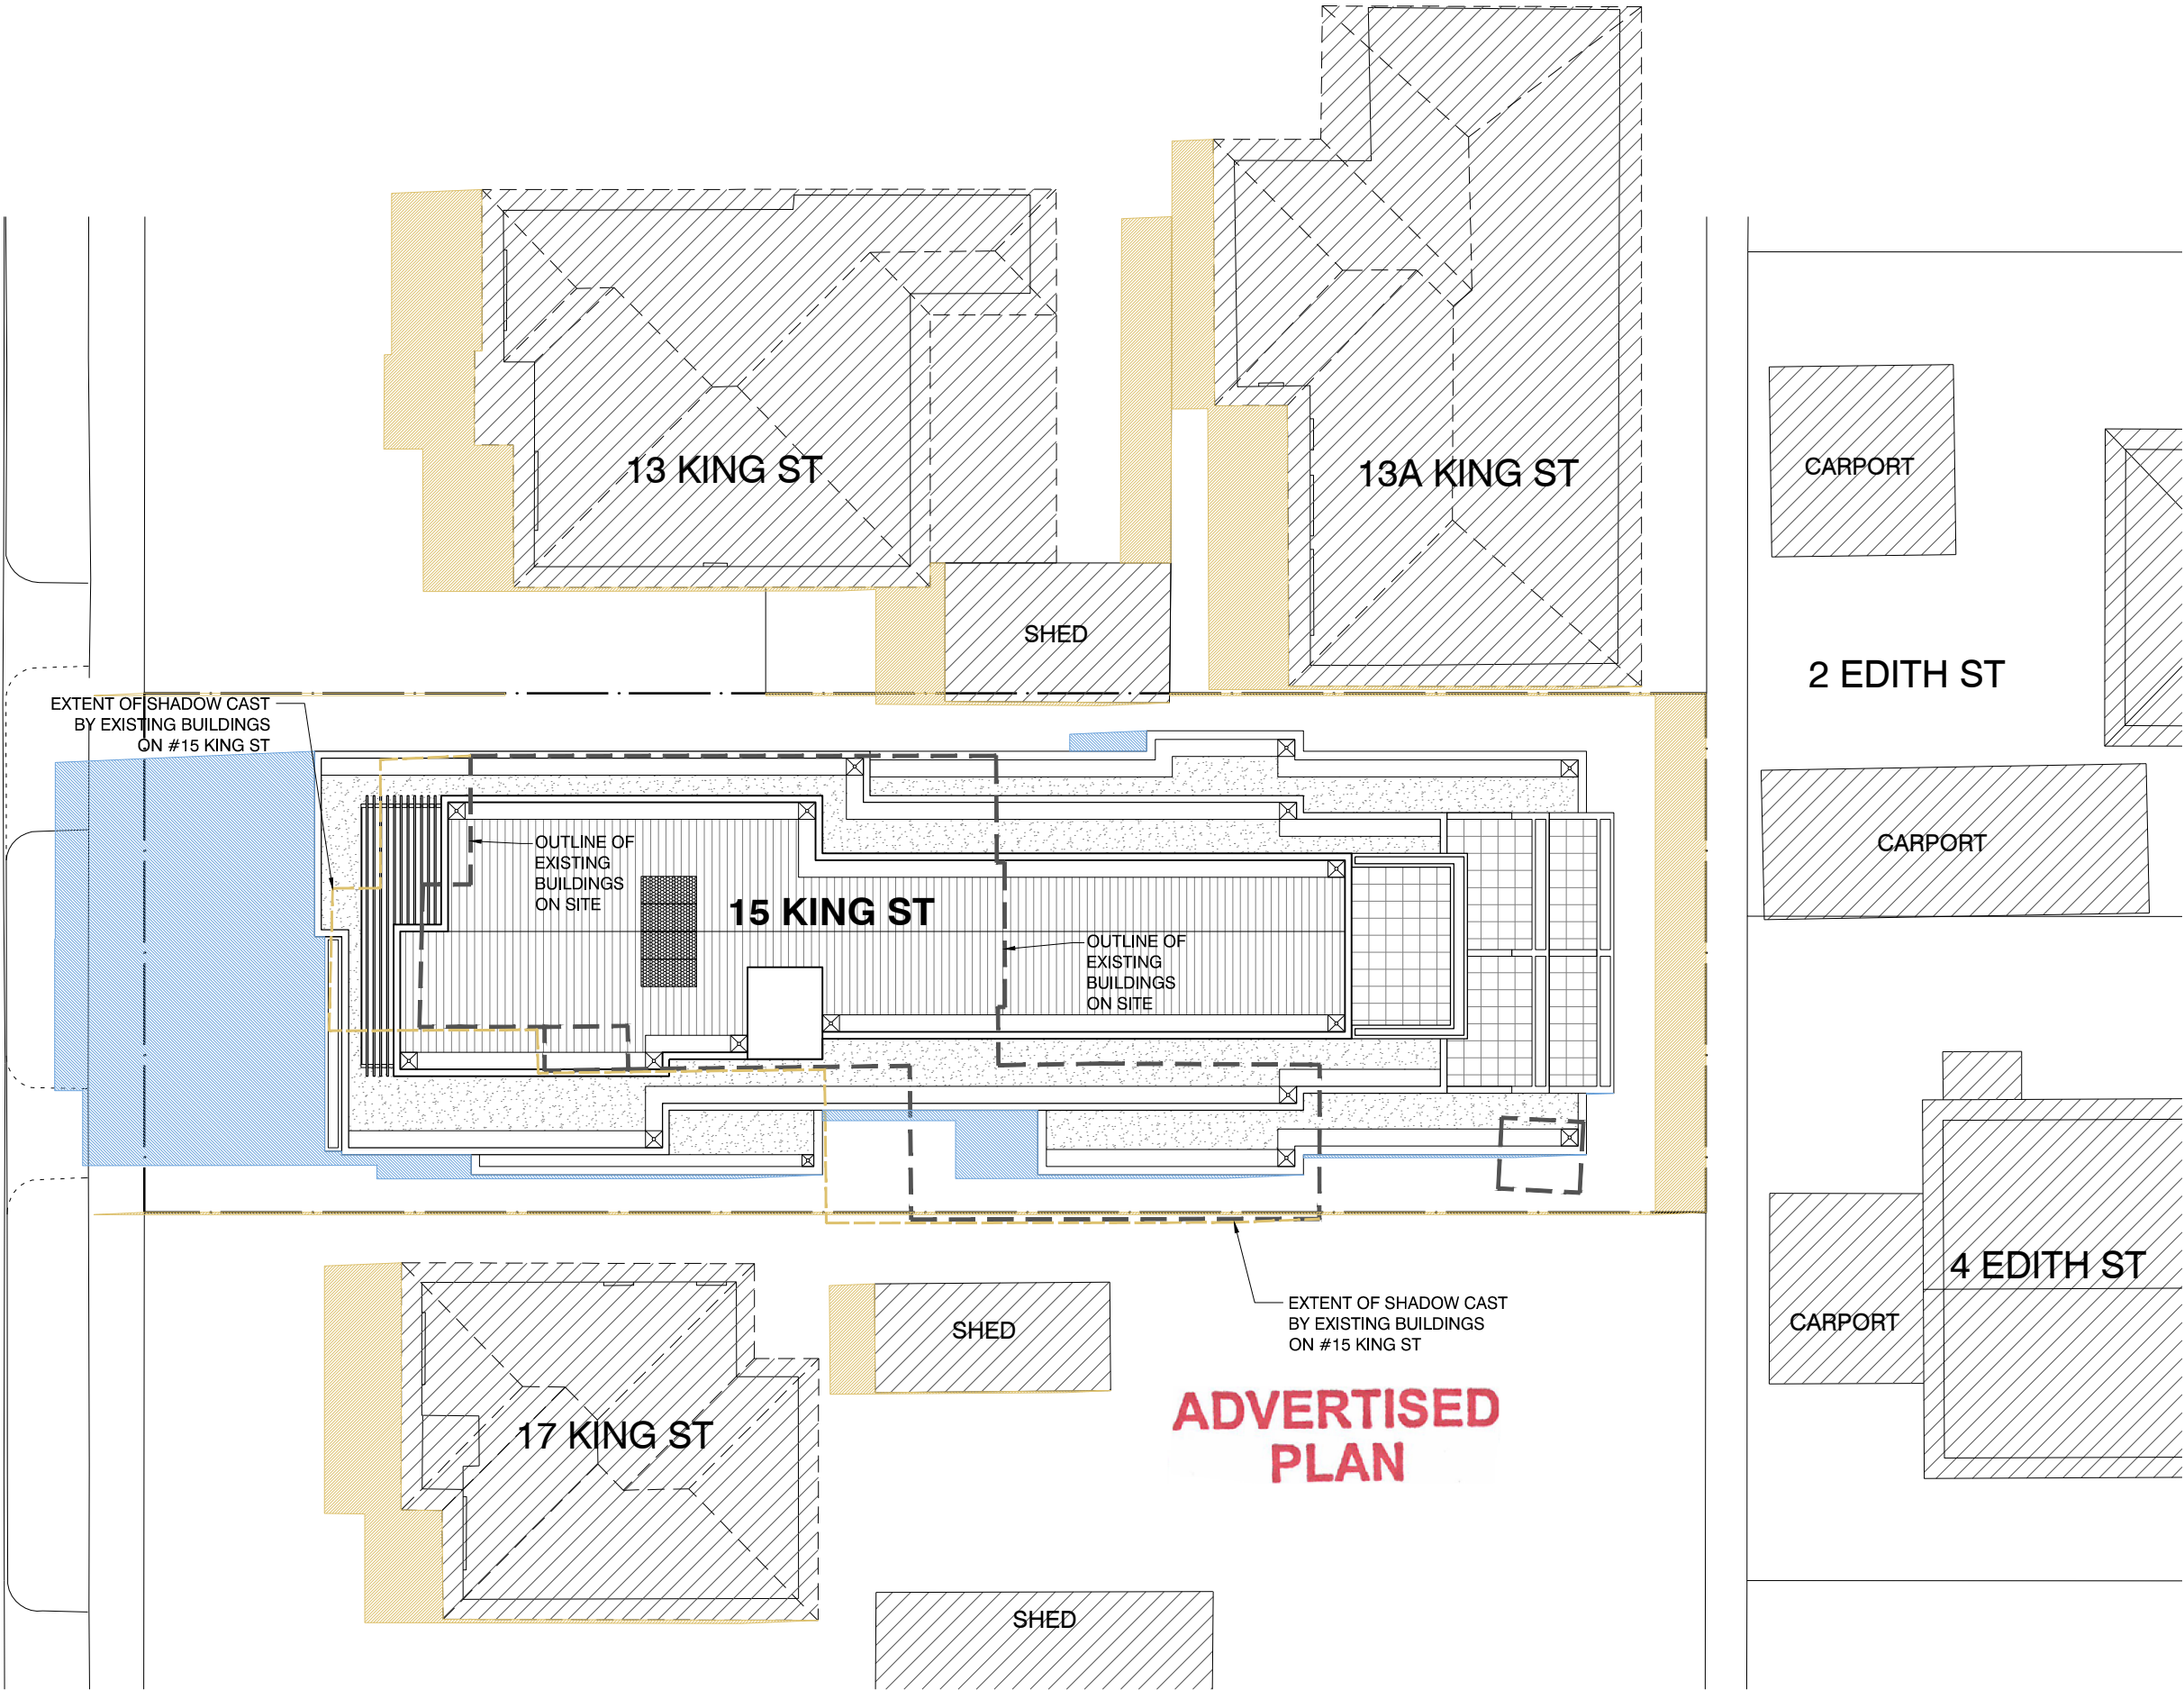 13 KING ST
13A KING ST
CARPORT
SHED
2 EDITH ST
EXTENT OF SHADOW CAST
BY EXISTING BUILDINGS
ON #15 KING ST
CARPORT
OUTLINE OF
EXISTING
BUILDINGS
ON SITE
15 KING ST
OUTLINE OF
EXISTING
BUILDINGS
ON SITE
4 EDITH ST
CARPORT
EXTENT OF SHADOW CAST
BY EXISTING BUILDINGS
ON #15 KING ST
SHED
17 KING ST
ADVERTISED
PLAN
SHED